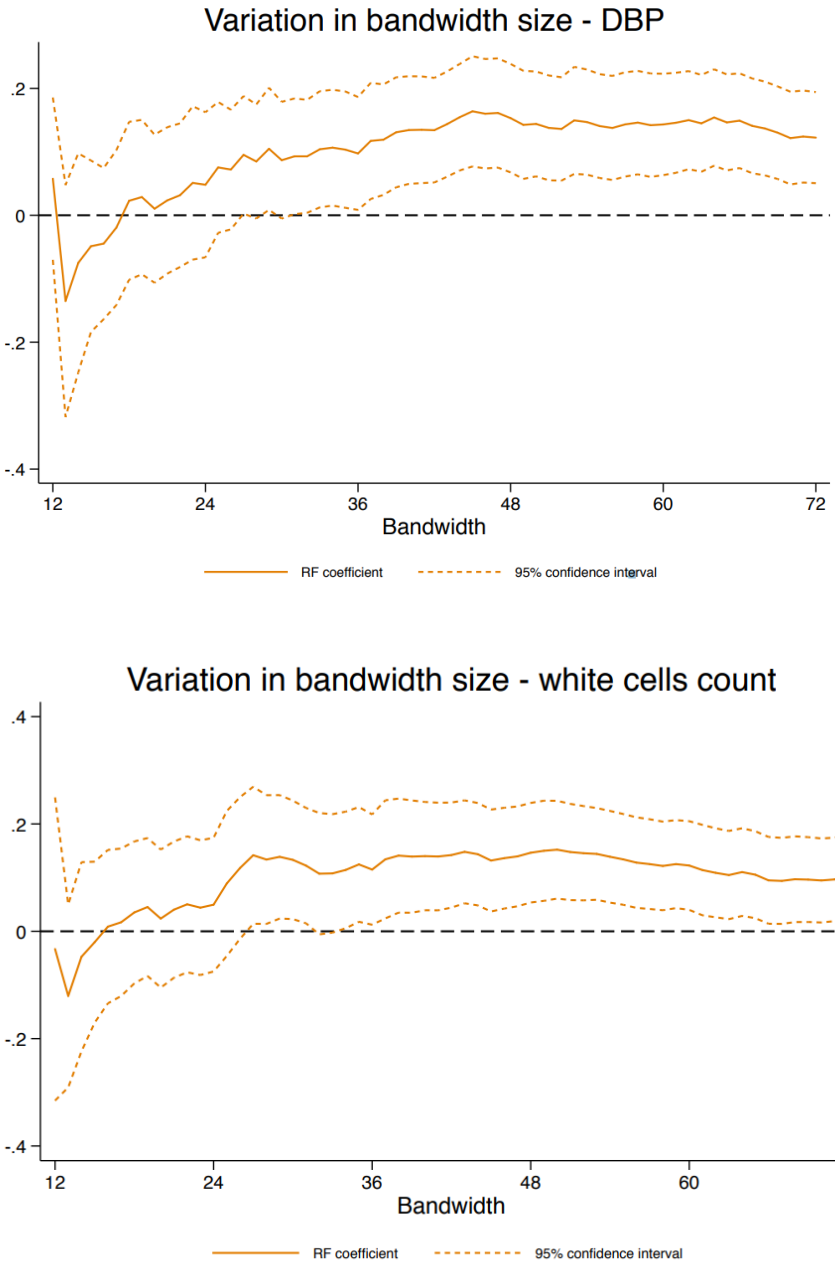 Variation in bandwidth size - DBP
.2
0
-.2
-.4
12 24 36 48 60 72
Bandwidth
RF coefficient 95% confidence interval
Variation in bandwidth size - white cells count
.4
.2
0
-.2
-.4
12 24 36 48 60
Bandwidth
RF coefficient 95% confidence interval